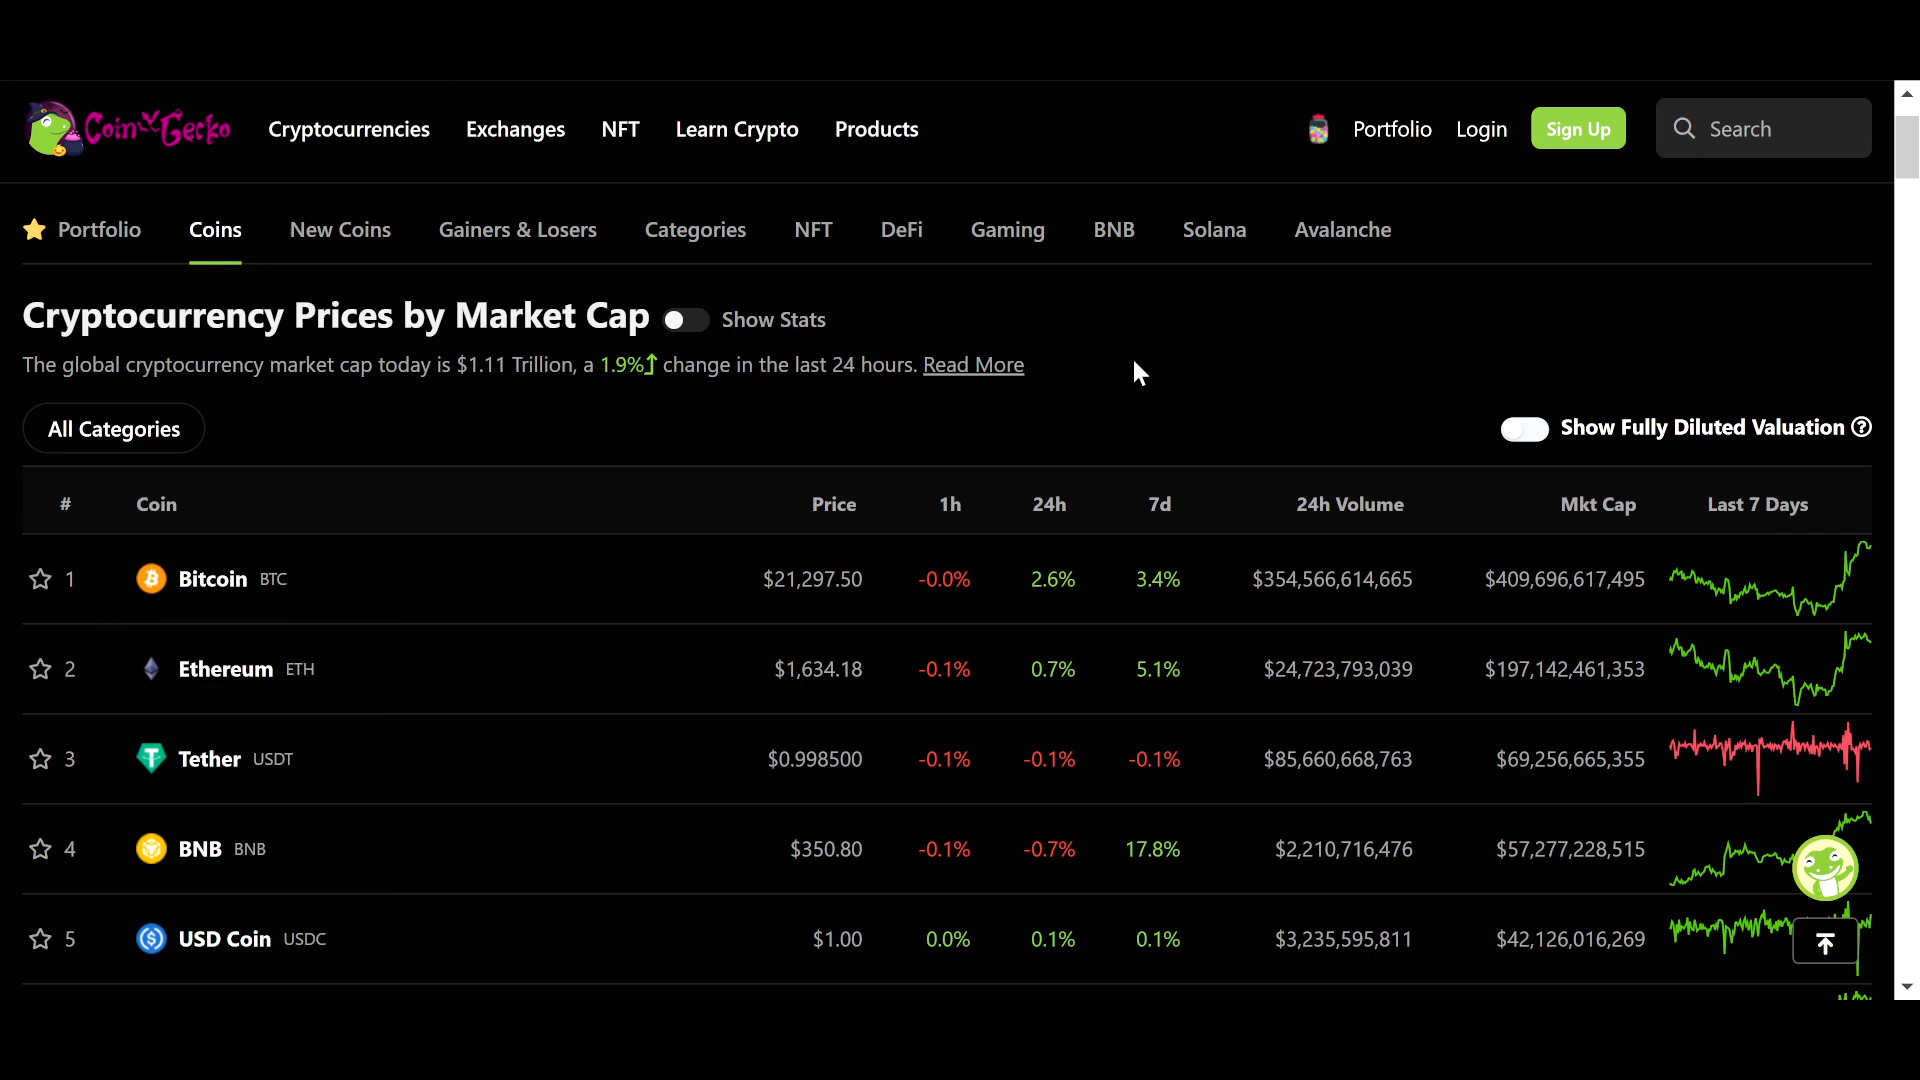 CoinGecko Cryptocurrencies Exchanges NFT Learn Crypto Products Portfolio Login Sign Up Search
Portfolio Coins New Coins Gainers & Losers Categories NFT DeFi Gaming BNB Solana Avalanche
Cryptocurrency Prices by Market Cap Show Stats
The global cryptocurrency market cap today is $1.11 Trillion, a 1.9% change in the last 24 hours. Read More
All Categories Show Fully Diluted Valuation ?
# Coin Price 1h 24h 7d 24h Volume Mkt Cap Last 7 Days
1 Bitcoin BTC $21,297.50 -0.0% 2.6% 3.4% $354,566,614,665 $409,696,617,495
2 Ethereum ETH $1,634.18 -0.1% 0.7% 5.1% $24,723,793,039 $197,142,461,353
3 Tether USDT $0.998500 -0.1% -0.1% -0.1% $85,660,668,763 $69,256,665,355
4 BNB BNB $350.80 -0.1% -0.7% 17.8% $2,210,716,476 $57,277,228,515
5 USD Coin USDC $1.00 0.0% 0.1% 0.1% $3,235,595,811 $42,126,016,269